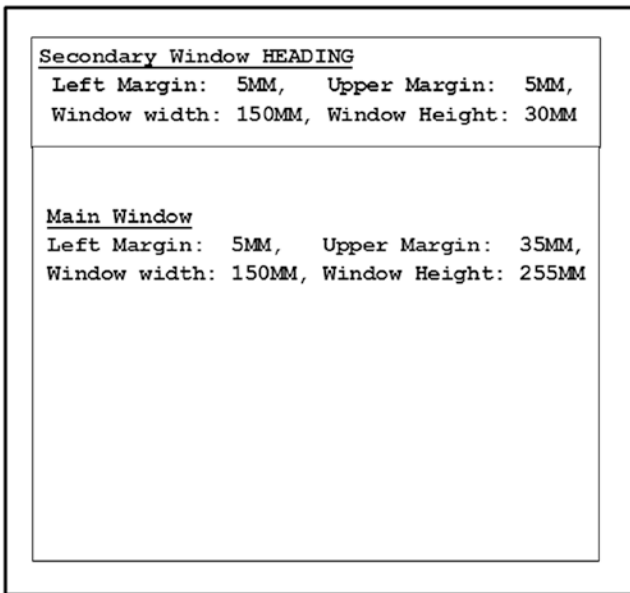 Secondary Window HEADING
Left Margin: 5MM, Upper Margin: 5MM,
Window width: 150MM, Window Height: 30MM
Main Window
Left Margin: 5MM, Upper Margin: 35MM,
Window width: 150MM, Window Height: 255MM